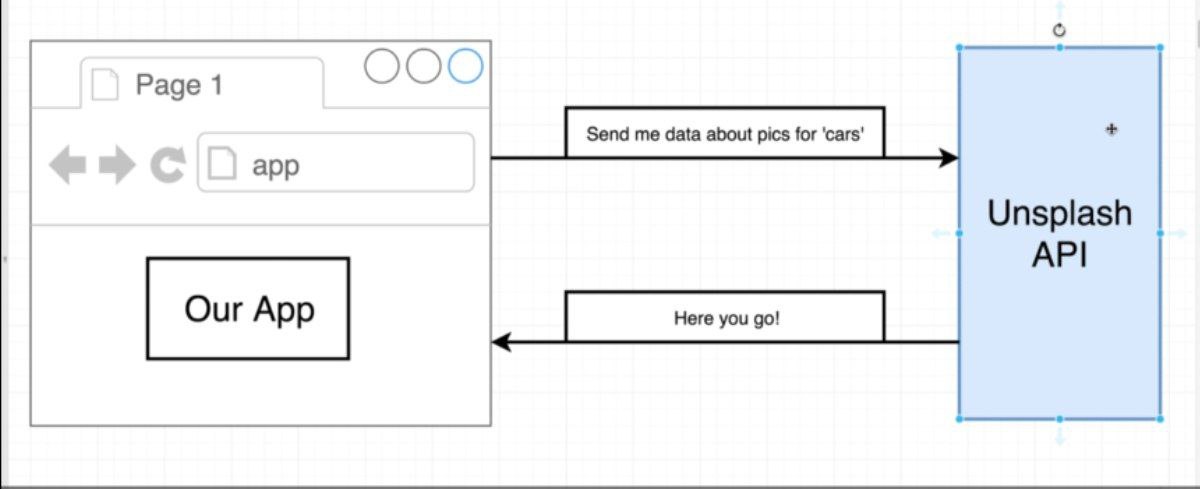 Page 1
app
Our App
Send me data about pics for 'cars'
Here you go!
Unsplash
API